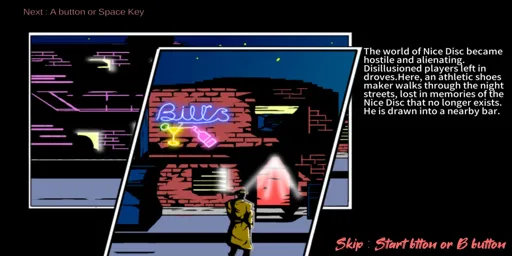 Next : A button or Space Key
The world of Nice Disc became
hostile and alienating.
Disillusioned players left in
droves.Here, an athletic shoes
maker walks through the night
streets, lost in memories of the
Nice Disc that no longer exists.
He is drawn into a nearby bar.
Bill's
Skip : Start btton or B button